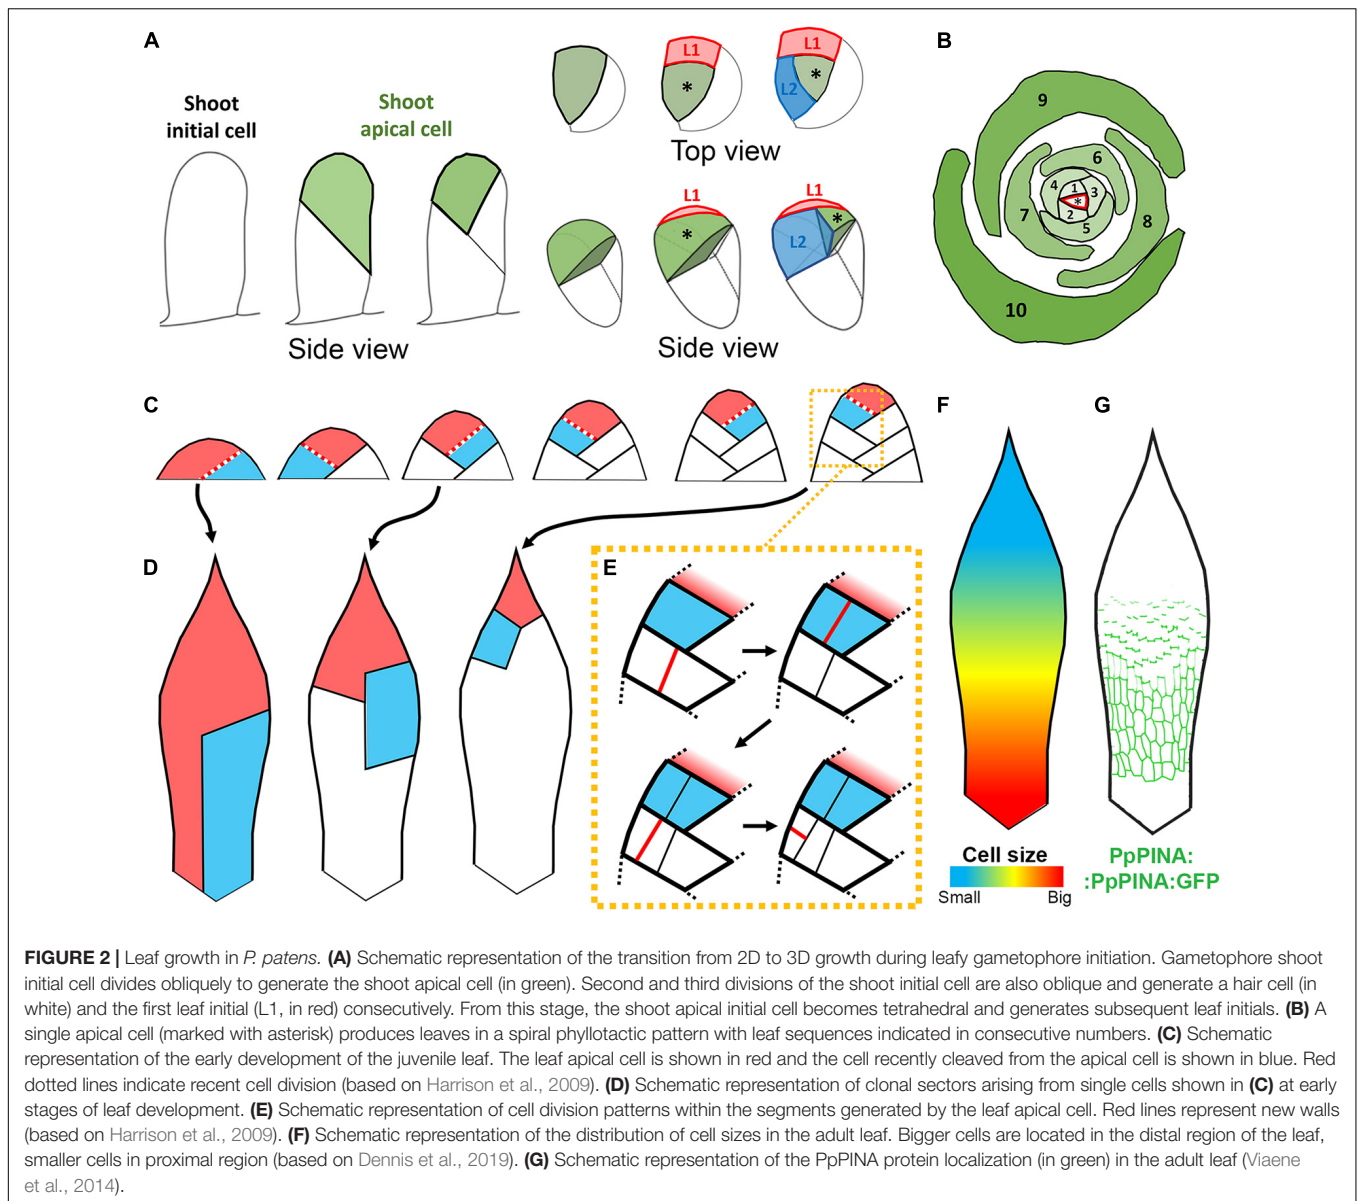 A
Shoot
initial cell
Shoot
apical cell
Side view
L1
*
L1
L2
*
Top view
L1
*
L1
L2
*
Side view
B
9
6
4
1
3
*
2
7
5
8
10
C
D
E
F
Cell size
Small
Big
G
PpPINA:
:PpPINA:GFP
FIGURE 2 | Leaf growth in P. patens. (A) Schematic representation of the transition from 2D to 3D growth during leafy gametophore initiation. Gametophore shoot
initial cell divides obliquely to generate the shoot apical cell (in green). Second and third divisions of the shoot initial cell are also oblique and generate a hair cell (in
white) and the first leaf initial (L1, in red) consecutively. From this stage, the shoot apical initial cell becomes tetrahedral and generates subsequent leaf initials. (B) A
single apical cell (marked with asterisk) produces leaves in a spiral phyllotactic pattern with leaf sequences indicated in consecutive numbers. (C) Schematic
representation of the early development of the juvenile leaf. The leaf apical cell is shown in red and the cell recently cleaved from the apical cell is shown in blue. Red
dotted lines indicate recent cell division (based on Harrison et al., 2009). (D) Schematic representation of clonal sectors arising from single cells shown in (C) at early
stages of leaf development. (E) Schematic representation of cell division patterns within the segments generated by the leaf apical cell. Red lines represent new walls
(based on Harrison et al., 2009). (F) Schematic representation of the distribution of cell sizes in the adult leaf. Bigger cells are located in the distal region of the leaf,
smaller cells in proximal region (based on Dennis et al., 2019). (G) Schematic representation of the PpPINA protein localization (in green) in the adult leaf (Viaene
et al., 2014).